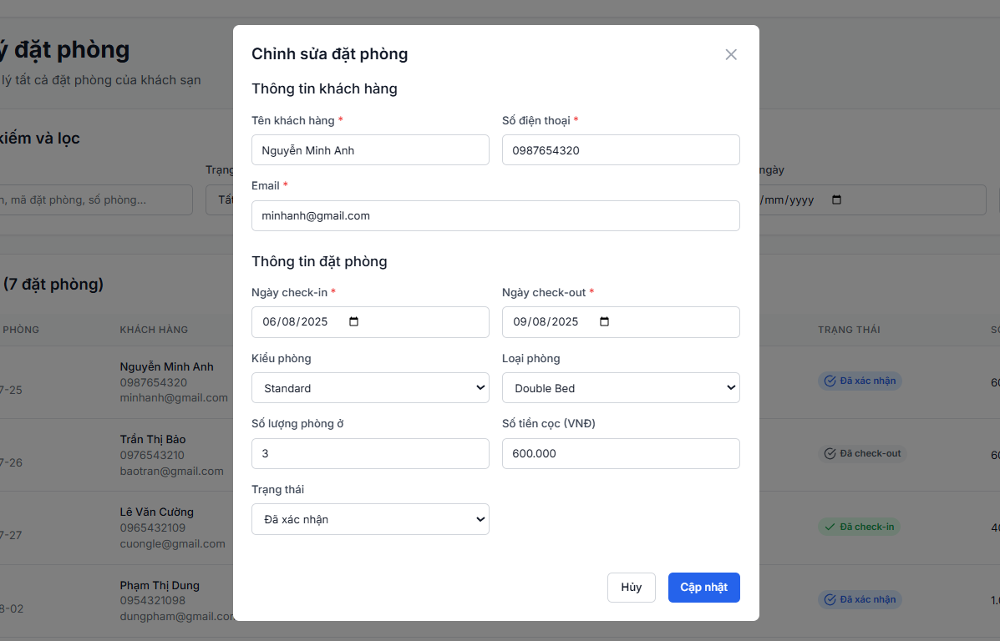 ý đặt phòng
lý tất cả đặt phòng của khách sạn
kiếm và lọc
Trạng
ngày
n, mã đặt phòng, số phòng...
Tất
/mm/yyyy
(7 đặt phòng)
PHÒNG
KHÁCH HÀNG
TRẠNG THÁI
7-25
Nguyễn Minh Anh
0987654320
minhanh@gmail.com
Đã xác nhận
60
7-26
Trần Thị Bảo
0976543210
baotran@gmail.com
Đã check-out
60
7-27
Lê Văn Cường
0965432109
cuongle@gmail.com
Đã check-in
40
8-02
Phạm Thị Dung
0954321098
dungpham@gmail.com
Đã xác nhận
Chỉnh sửa đặt phòng
Thông tin khách hàng
Tên khách hàng *
Số điện thoại *
Nguyễn Minh Anh
0987654320
Email *
minhanh@gmail.com
Thông tin đặt phòng
Ngày check-in *
Ngày check-out *
06/08/2025
09/08/2025
Kiểu phòng
Loại phòng
Standard
Double Bed
Số lượng phòng ở
Số tiền cọc (VNĐ)
3
600.000
Trạng thái
Đã xác nhận
Hủy
Cập nhật